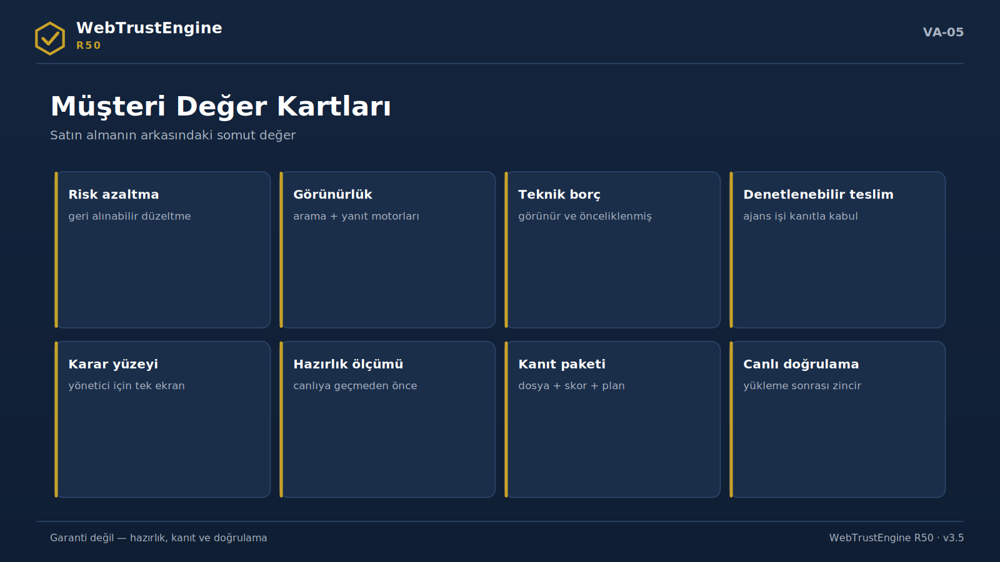 WebTrustEngine
R50
VA-05
Müşteri Değer Kartları
Satın almanın arkasındaki somut değer
Risk azaltma
geri alınabilir düzeltme
Görünürlük
arama + yanıt motorları
Teknik borç
görünür ve önceliklenmiş
Denetlenebilir teslim
ajans işi kanıtla kabul
Karar yüzeyi
yönetici için tek ekran
Hazırlık ölçümü
canlıya geçmeden önce
Kanıt paketi
dosya + skor + plan
Canlı doğrulama
yükleme sonrası zincir
Garanti değil — hazırlık, kanıt ve doğrulama
WebTrustEngine R50 · v3.5